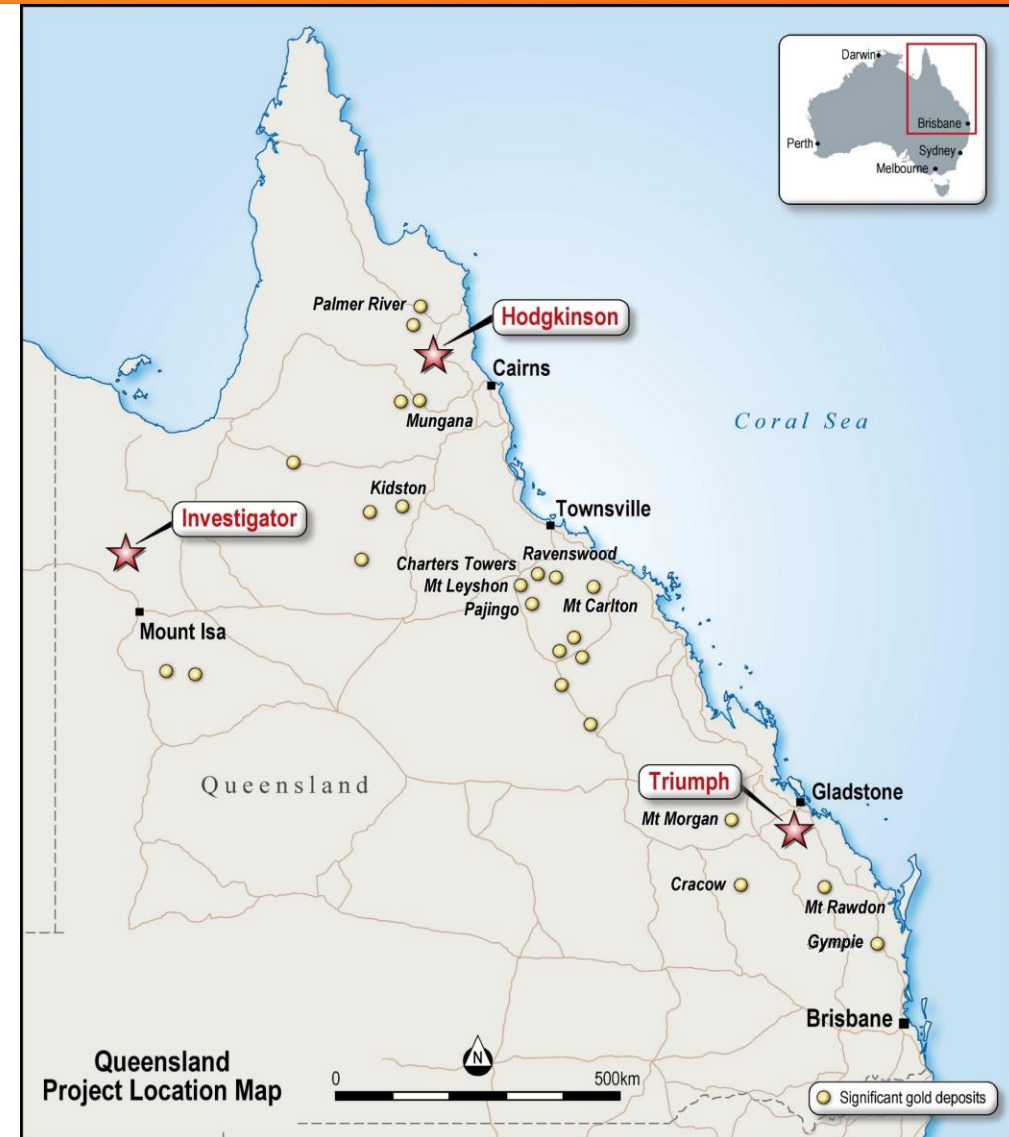 Darwin
Brisbane
Perth
Sydney
Melbourne
Palmer River
Hodgkinson
Cairns
Mungana
Coral Sea
Kidston
Investigator
Townsville
Ravenswood
Charters Towers
Mt Leyshon
Pajingo
Mt Carlton
Mount Isa
Queensland
Triumph
Gladstone
Mt Morgan
Cracow
Mt Rawdon
Gympie
Brisbane
Queensland
Project Location Map
N
0
500km
Significant gold deposits